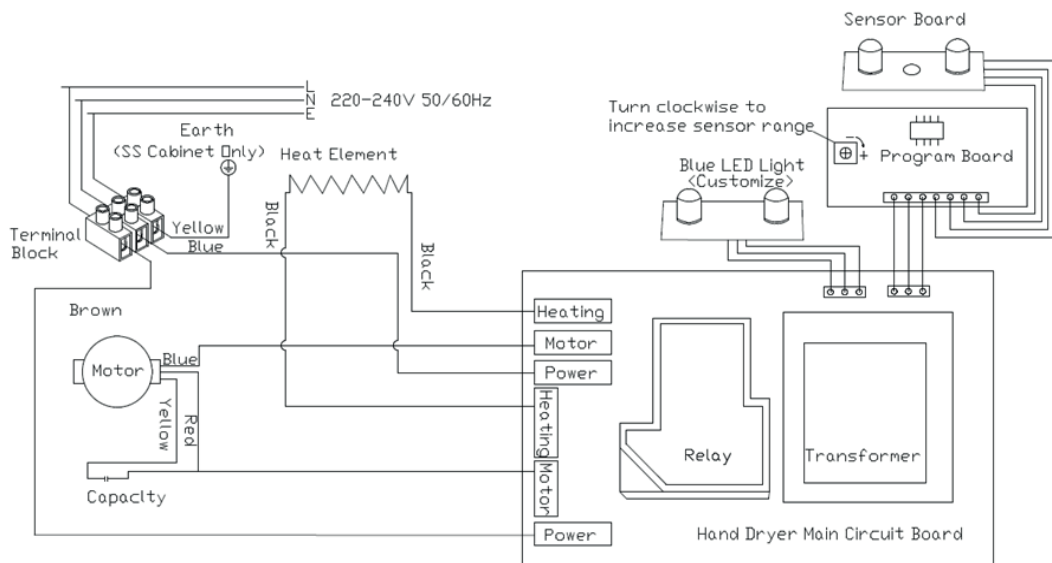 Sensor Board
L
N
E
220-240V 50/60Hz
Turn clockwise to
increase sensor range
- +
Program Board
Earth
(SS Cabinet Only)
Heat Element
Blue LED Light
<Customize>
Terminal
Block
Yellow
Blue
Black
Black
Brown
Heating
Motor
Power
Heating
Motor
Power
Motor
Blue
Yellow
Red
Capaclty
Relay
Transformer
Hand Dryer Main Circuit Board